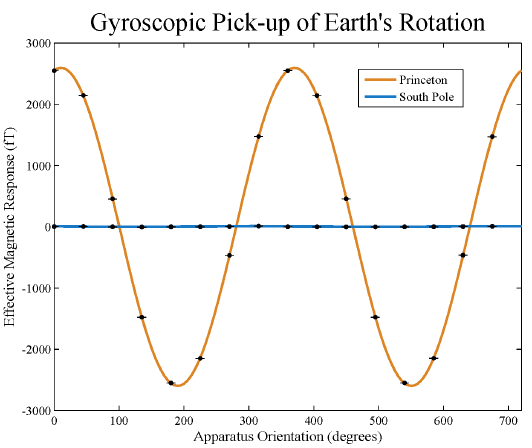 Gyroscopic Pick-up of Earth's Rotation
3000
2000
1000
0
-1000
-2000
-3000
Effective Magnetic Response (fT)
Princeton
South Pole
0 100 200 300 400 500 600 700
Apparatus Orientation (degrees)